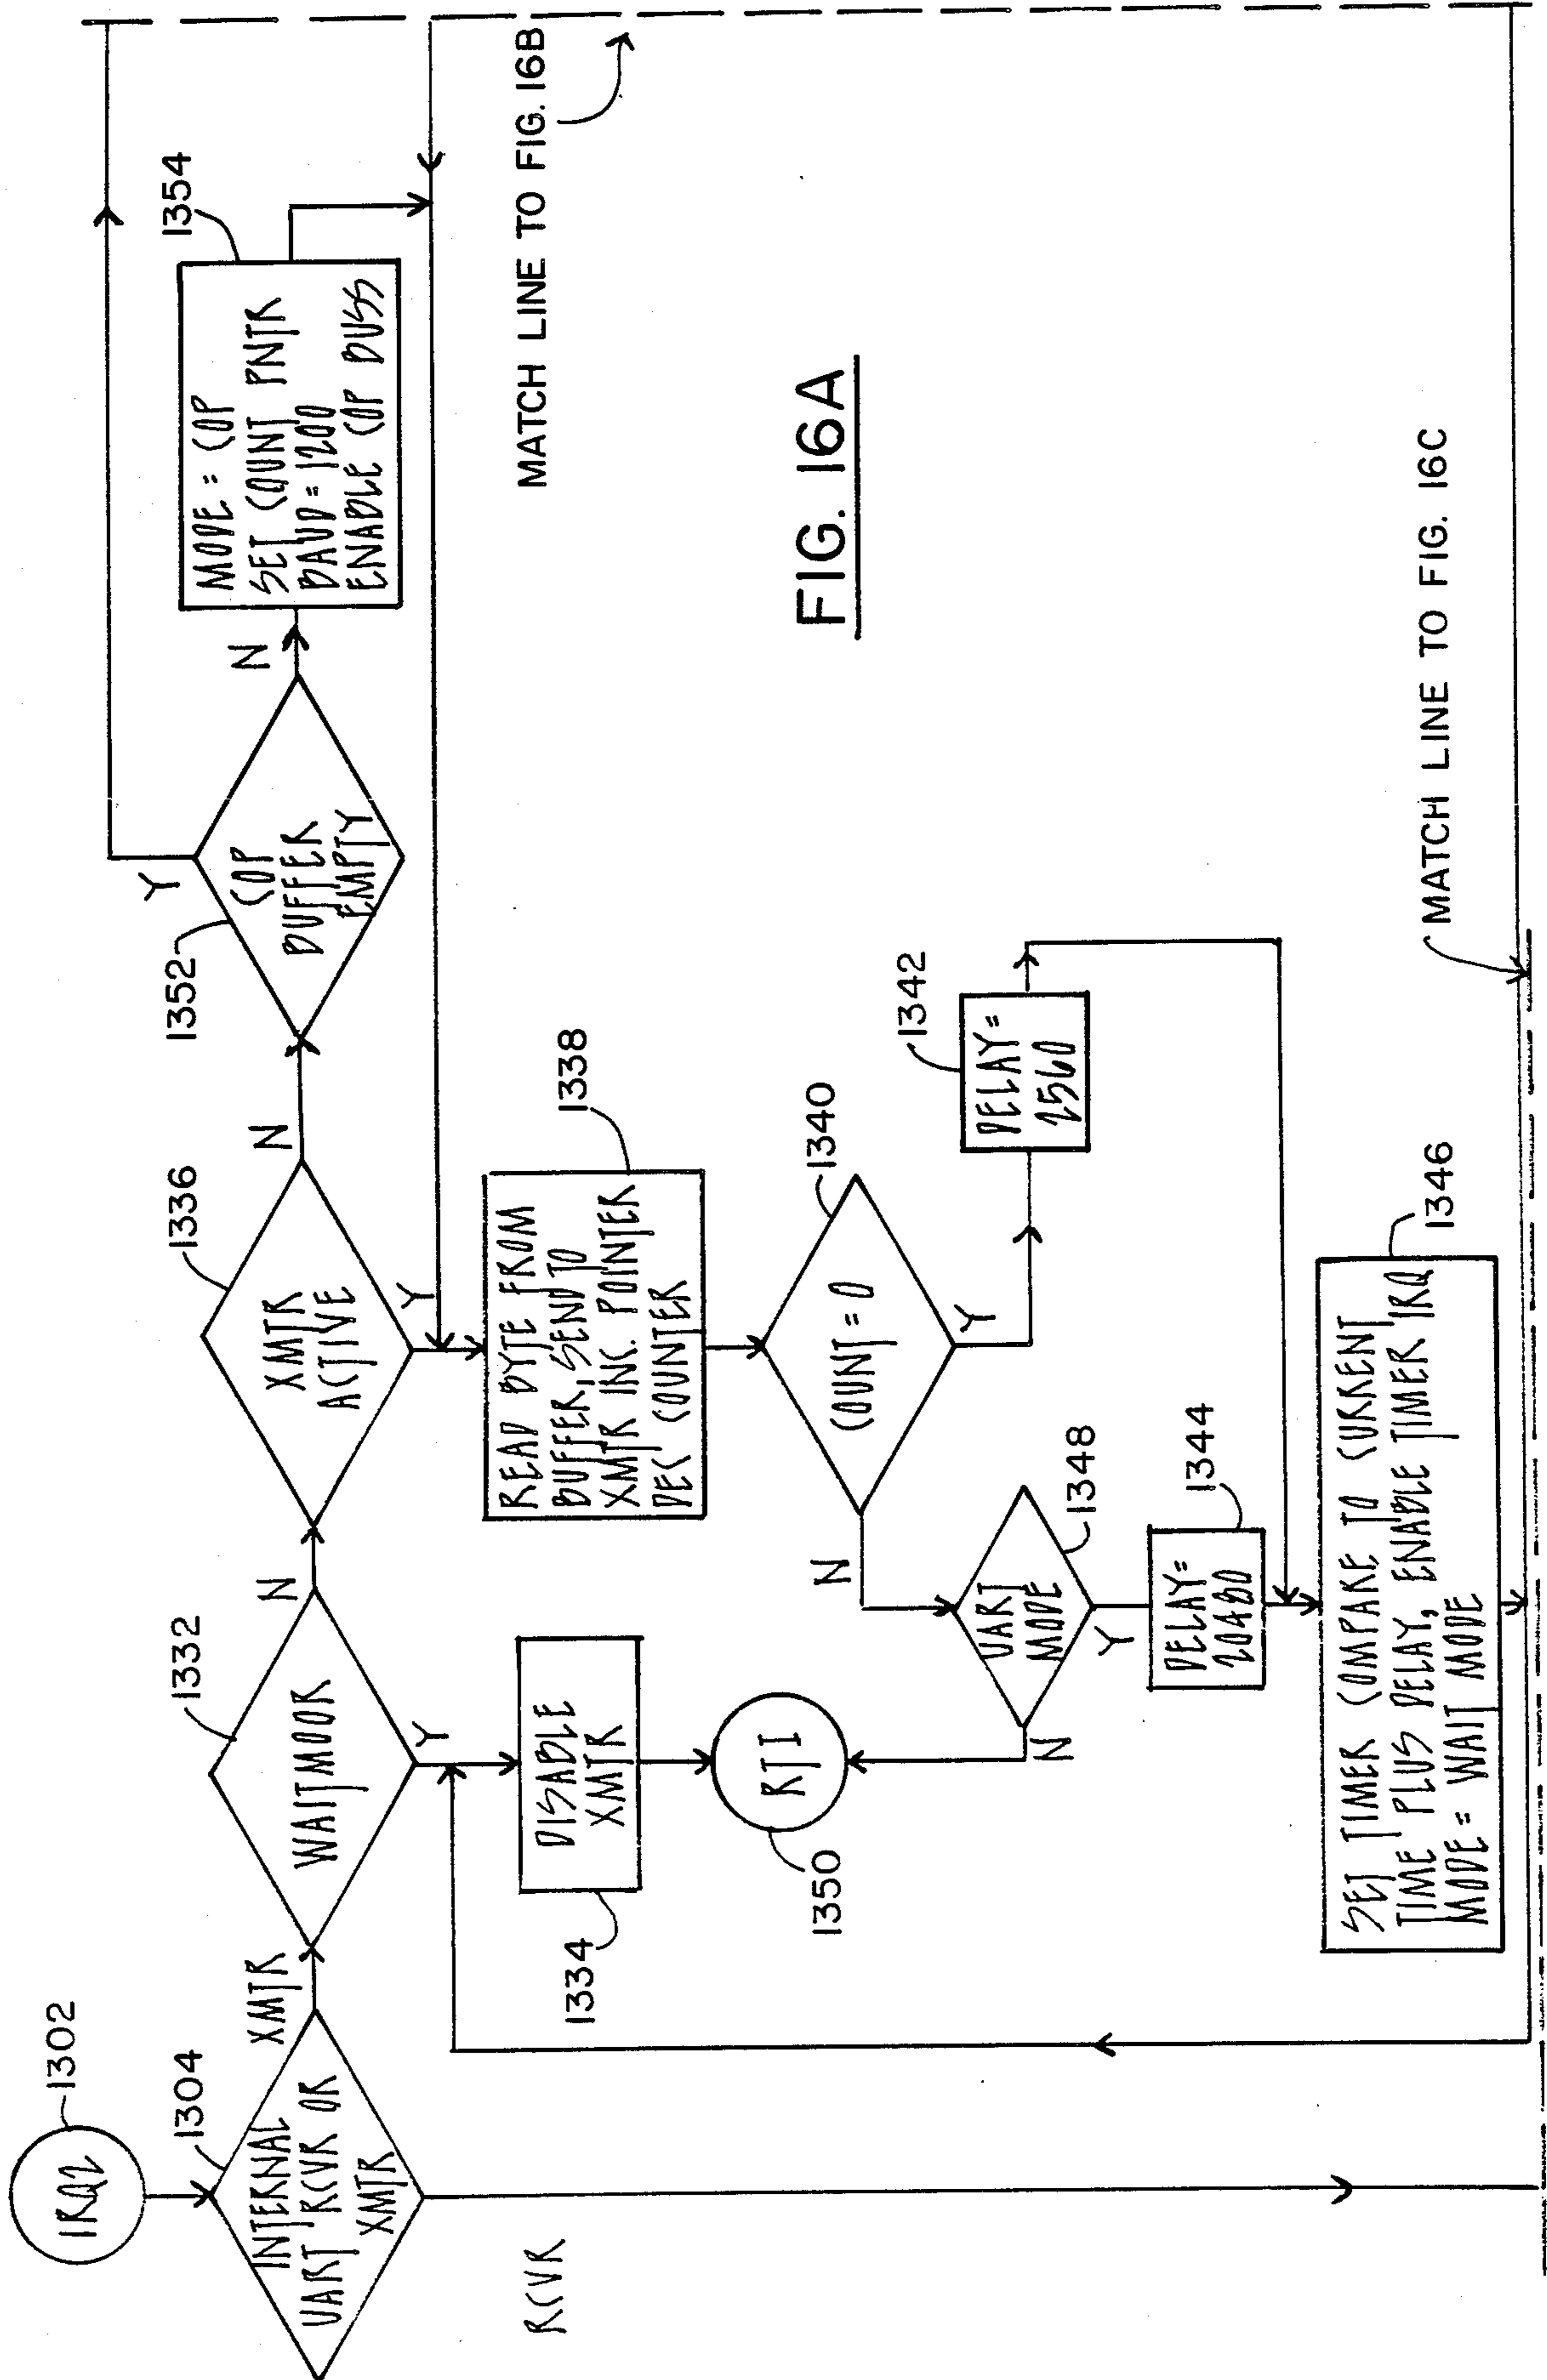 IRQ2
1302
1304
INTERNAL
UART RCVR OR
XMTR
XMTR
RCVR
1332
WAITMOOR
N
Y
1334
DISABLE
XMTR
1350
RTI
1336
XMTR
ACTIVE
N
Y
1338
READ BYTE FROM
BUFFER, SEND TO
XMTR INC. POINTER
DEC COUNTER
1340
COUNT = 0
N
Y
1348
UART
MODE
N
Y
1342
DELAY=
2560
1344
DELAY=
20480
1346
SET TIMER COMPARE TO CURRENT
TIME PLUS DELAY, ENABLE TIMER IRQ
MODE = WAIT MODE
1352
COP
BUFFER
EMPTY
Y
N
1354
MODE = COP
SET COUNT PNTR
BAUD=1200
ENABLE COP BUSS
MATCH LINE TO FIG. 16B
FIG. 16A
MATCH LINE TO FIG. 16C